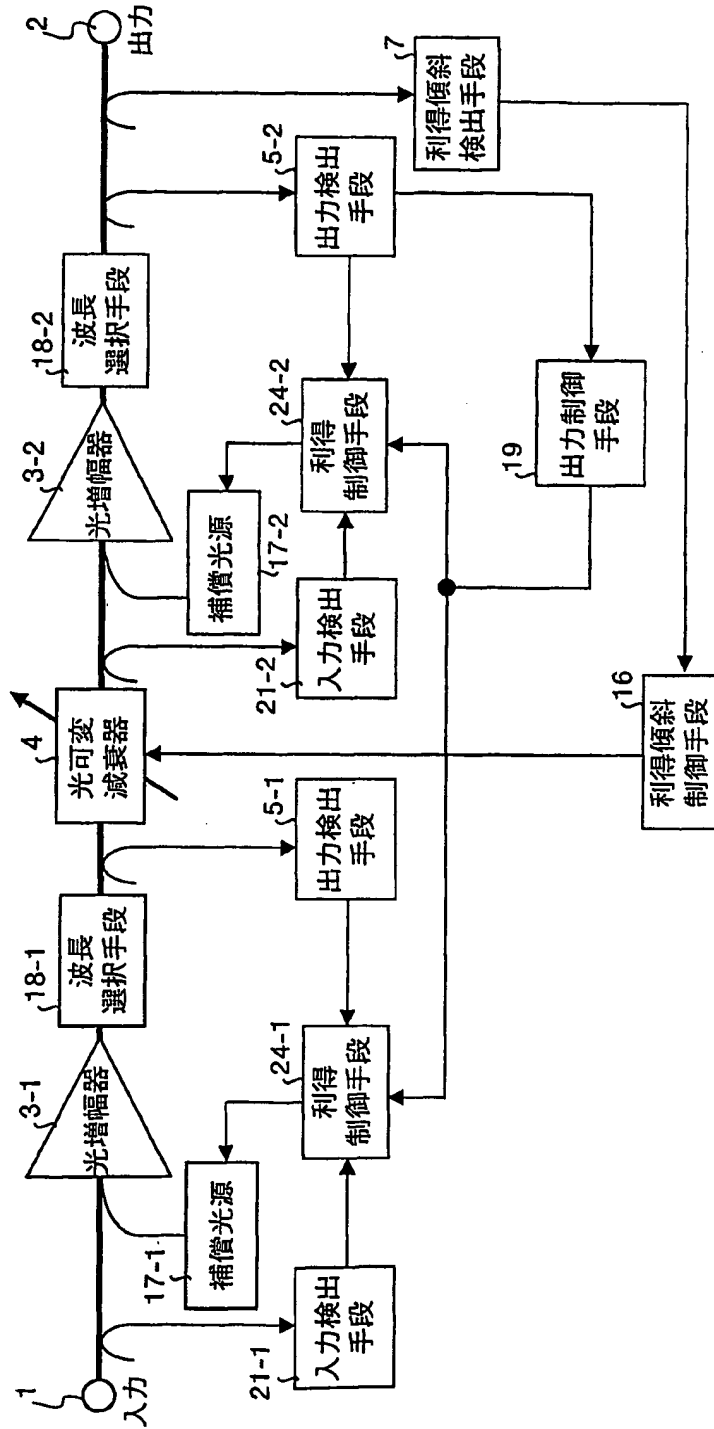 1
入力
3-1
光増幅器
18-1
波長
選択手段
4
光可変
減衰器
3-2
光増幅器
18-2
波長
選択手段
2
出力
17-1
補償光源
21-1
入力検出
手段
24-1
利得
制御手段
5-1
出力検出
手段
17-2
補償光源
21-2
入力検出
手段
24-2
利得
制御手段
5-2
出力検出
手段
7
利得傾斜
検出手段
19
出力制御
手段
16
利得傾斜
制御手段